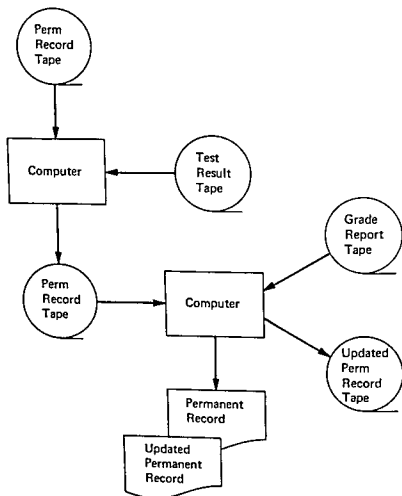 Perm
Record
Tape
Computer
Test
Result
Tape
Grade
Report
Tape
Perm
Record
Tape
Computer
Updated
Perm
Record
Tape
Permanent
Record
Updated
Permanent
Record